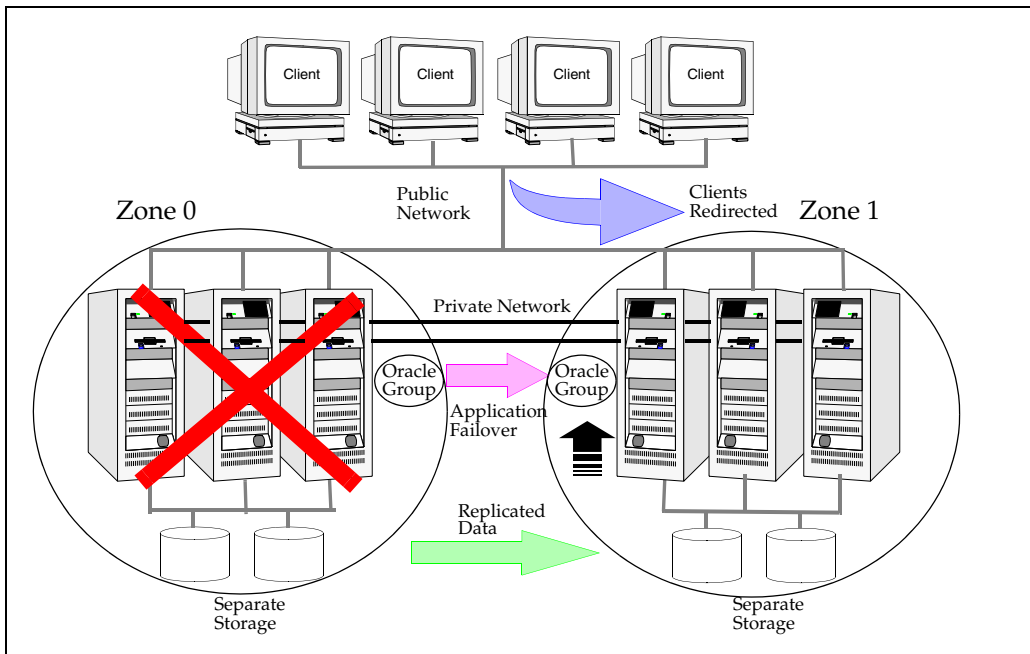 Client
Client
Client
Client
Public
Network
Clients
Redirected
Zone 0
Zone 1
Private Network
Oracle
Group
Oracle
Group
Application
Failover
Replicated
Data
Separate
Storage
Separate
Storage